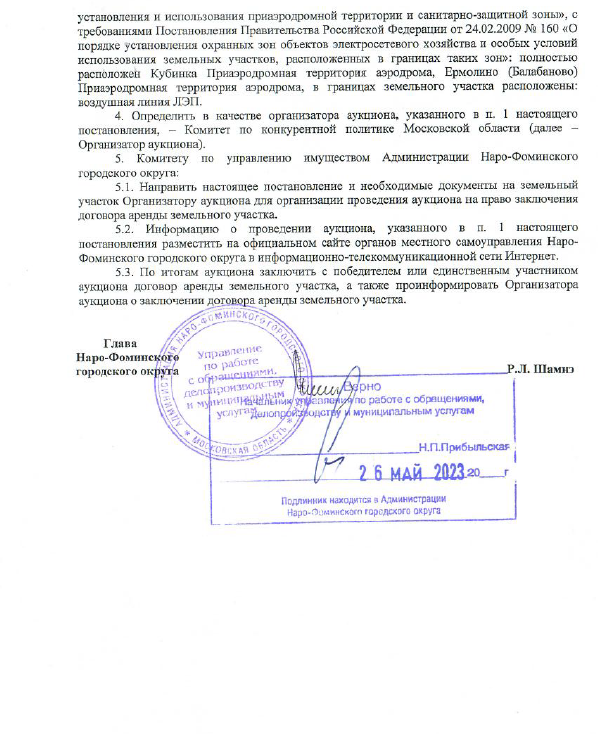 установления и использования приаэродромной территории и санитарно-защитной зоны», с
требованиями Постановления Правительства Российской Федерации от 24.02.2009 № 160 «О
порядке установления охранных зон объектов электросетевого хозяйства и особых условий
использования земельных участков, расположенных в границах таких зон»: полностью
расположен Кубинка Приаэродромная территория аэродрома, Ермолино (Балабаново)
Приаэродромная территория аэродрома, в границах земельного участка расположены:
воздушная линия ЛЭП.
4. Определить в качестве организатора аукциона, указанного в п. 1 настоящего
постановления, – Комитет по конкурентной политике Московской области (далее –
Организатор аукциона).
5. Комитету по управлению имуществом Администрации Наро-Фоминского
городского округа:
5.1. Направить настоящее постановление и необходимые документы на земельный
участок Организатору аукциона для организации проведения аукциона на право заключения
договора аренды земельного участка.
5.2. Информацию о проведении аукциона, указанного в п. 1 настоящего
постановления разместить на официальном сайте органов местного самоуправления Наро-
Фоминского городского округа в информационно-телекоммуникационной сети Интернет.
5.3. По итогам аукциона заключить с победителем или единственным участником
аукциона договор аренды земельного участка, а также проинформировать Организатора
аукциона о заключении договора аренды земельного участка.
Глава
Наро-Фоминского
городского округа
Р.Л. Шамнэ
АДМИНИСТРАЦИЯ НАРО-ФОМИНСКОГО ГОРОДСКОГО
МОСКОВСКАЯ ОБЛАСТЬ
Управление
по работе
с обращениями,
делопроизводству
и муниципальным
услугам
Верно
Начальник управления по работе с обращениями,
Делопроизводству и муниципальным услугам
Н.П.Прибыльская
26 МАЙ 2023 20 г
Подлинник находится в Администрации
Наро-Фоминского городского округа